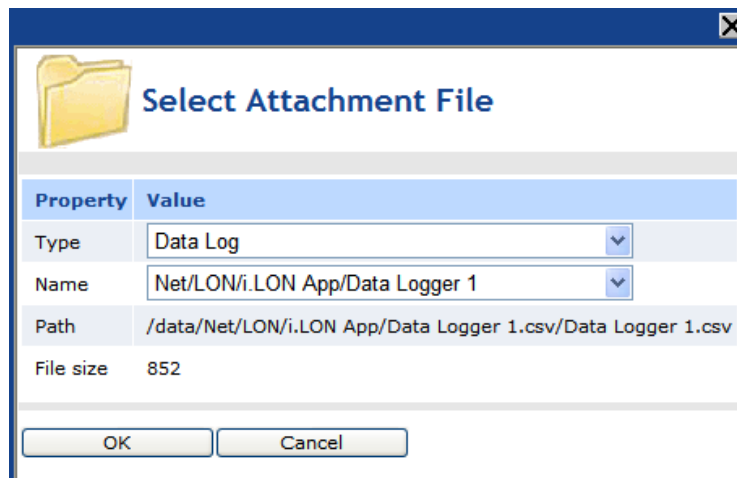 Select Attachment File
Property Value
Type Data Log
Name Net/LON/i.LON App/Data Logger 1
Path /data/Net/LON/i.LON App/Data Logger 1.csv/Data Logger 1.csv
File size 852
OK Cancel